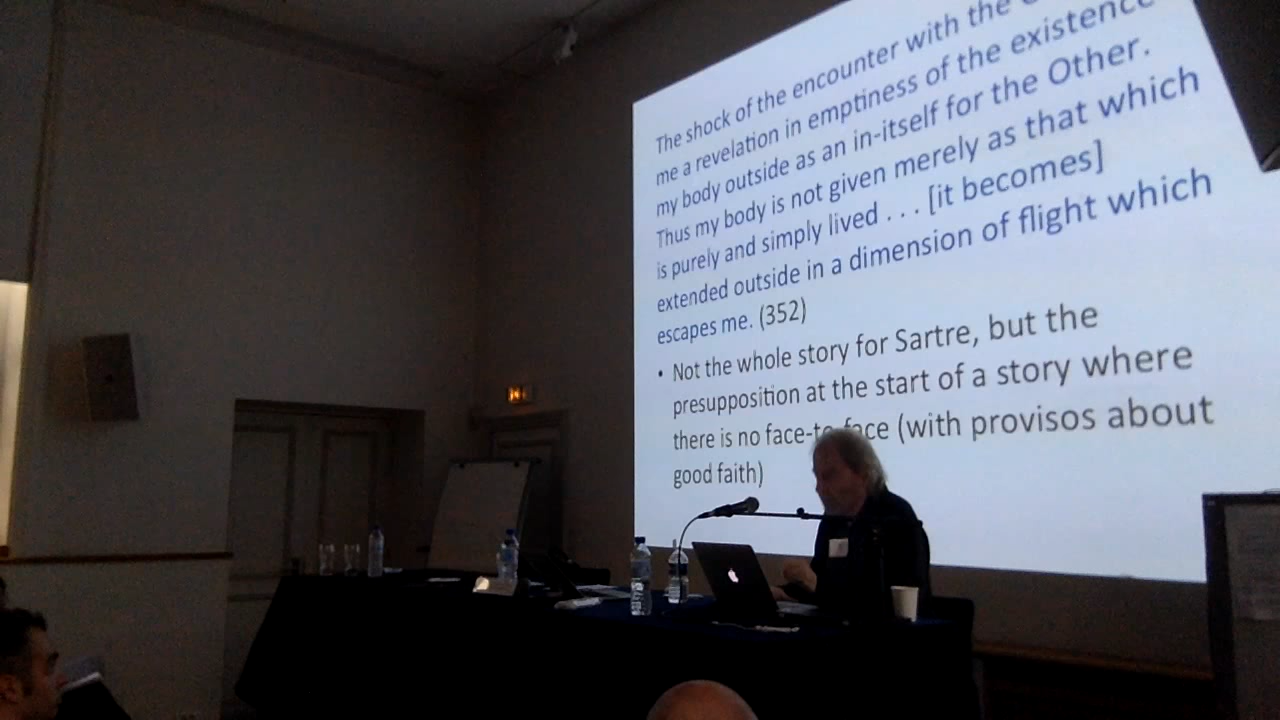 The shock of the encounter with the
me a revelation in emptiness of the existence
my body outside as an in-itself for the Other.
Thus my body is not given merely as that which
is purely and simply lived . . . [it becomes]
extended outside in a dimension of flight which
escapes me. (352)
• Not the whole story for Sartre, but the
presupposition at the start of a story where
there is no face-to-face (with provisos about
good faith)